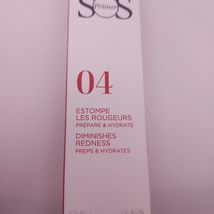 SOS
Primer
04
ESTOMPE
LES ROUGEURS
PRÉPARE & HYDRATE
DIMINISHES
REDNESS
PREPS & HYDRATES